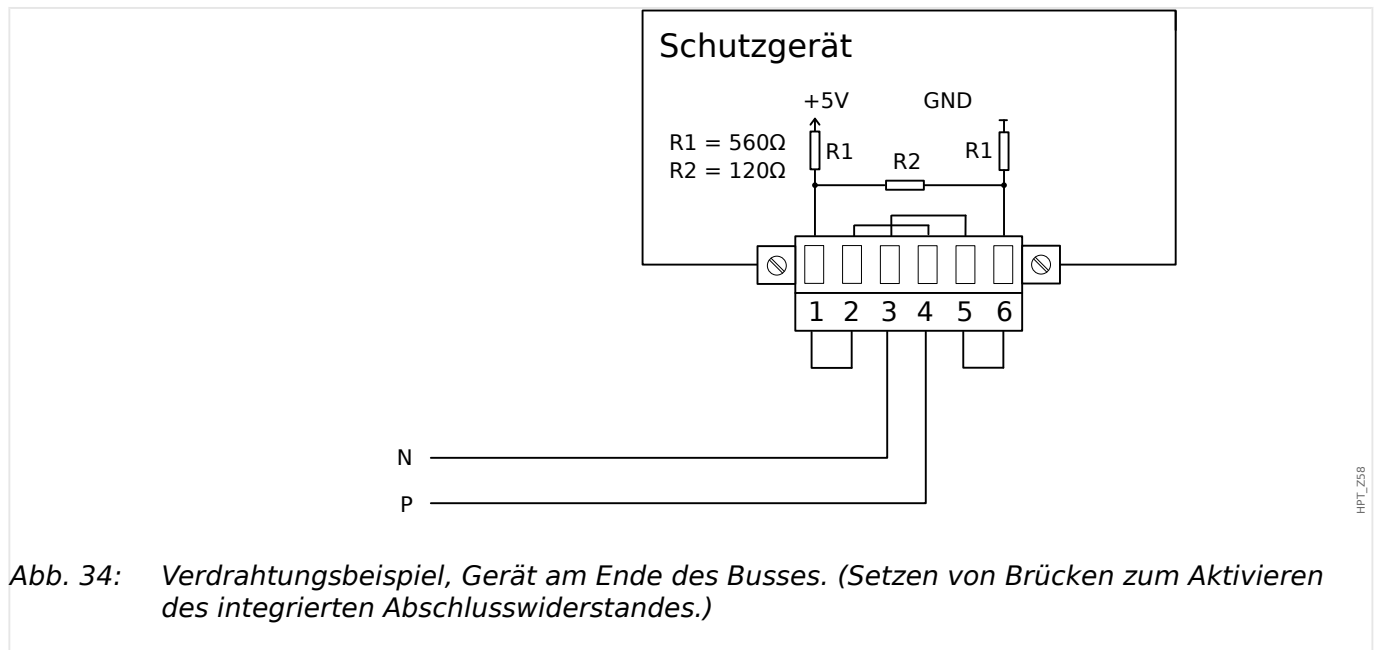 Schutzgerät
+5V
GND
R1 = 560Ω
R2 = 120Ω
R1
R2
R1
1 2 3 4 5 6
N
P
HPT_Z58
Abb. 34: Verdrahtungsbeispiel, Gerät am Ende des Busses. (Setzen von Brücken zum Aktivieren
des integrierten Abschlusswiderstandes.)